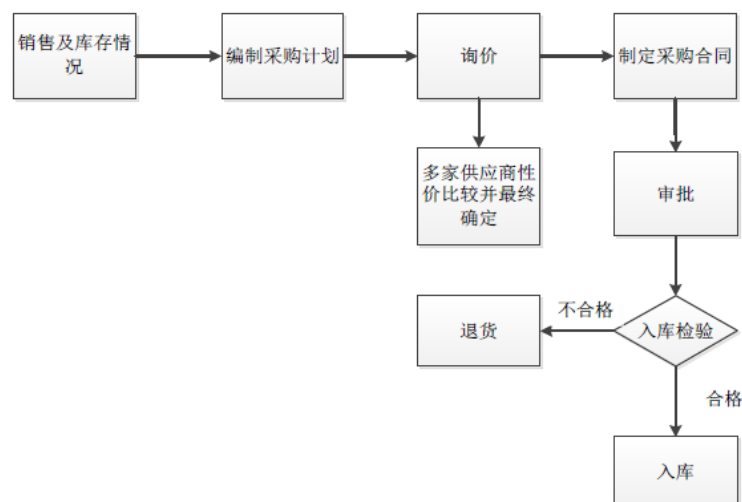 销售及库存情
况
编制采购计划
询价
制定采购合同
多家供应商性
价比较并最终
确定
审批
不合格
退货
入库检验
合格
入库